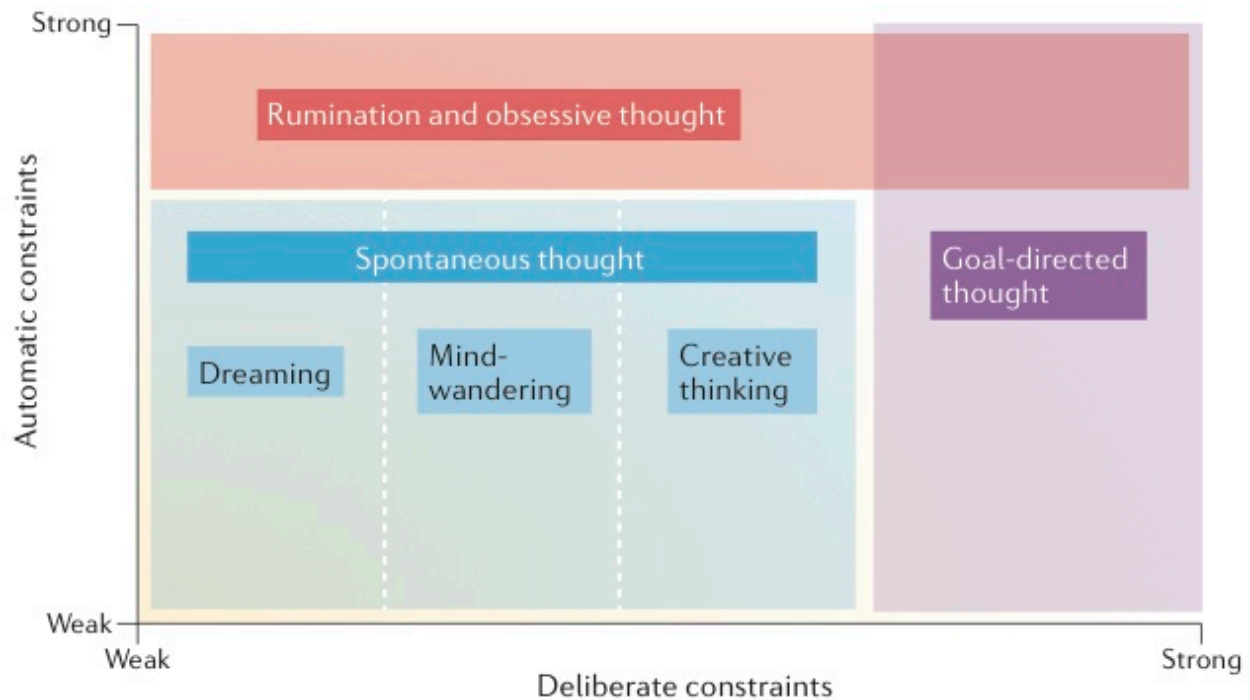 Strong
Rumination and obsessive thought
Automatic constraints
Spontaneous thought
Goal-directed
thought
Dreaming
Mind-
wandering
Creative
thinking
Weak
Weak
Strong
Deliberate constraints